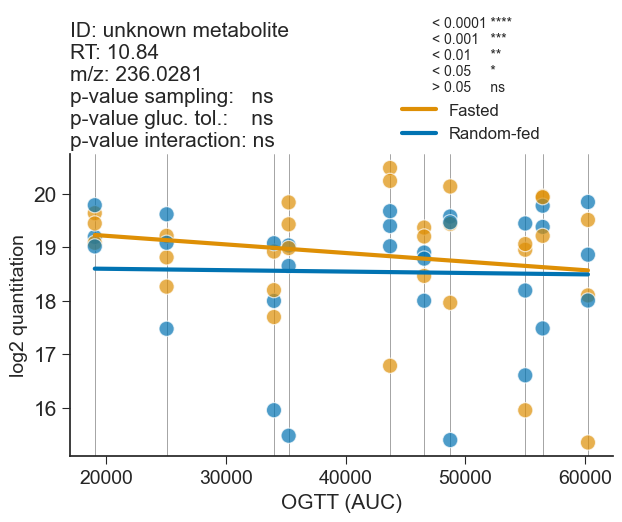 ID: unknown metabolite
RT: 10.84
m/z: 236.0281
p-value sampling: ns
p-value gluc. tol.: ns
p-value interaction: ns
< 0.0001 ****
< 0.001 ***
< 0.01 **
< 0.05 *
> 0.05 ns
Fasted
Random-fed
log2 quantitation
20
19
18
17
16
20000 30000 40000 50000 60000
OGTT (AUC)